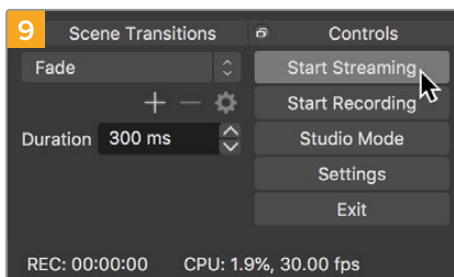 9
Scene Transitions
Controls
Fade
Start Streaming
Start Recording
Duration 300 ms
Studio Mode
Settings
Exit
REC: 00:00:00 CPU: 1.9%, 30.00 fps